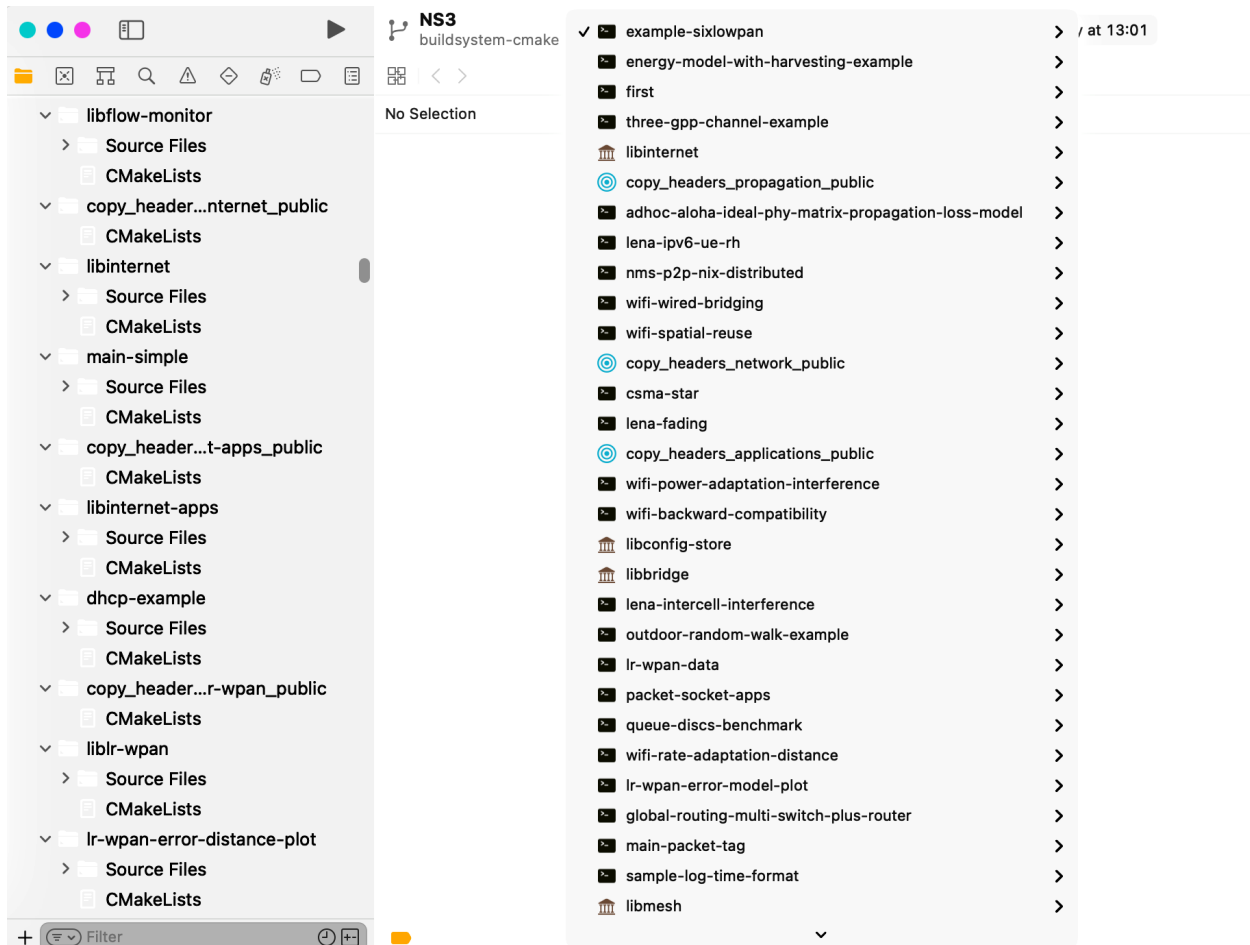 NS3
buildsystem-cmake
at 13:01
No Selection
libflow-monitor
Source Files
CMakeLists
copy_header...nternet_public
CMakeLists
libinternet
Source Files
CMakeLists
main-simple
Source Files
CMakeLists
copy_header...t-apps_public
CMakeLists
libinternet-apps
Source Files
CMakeLists
dhcp-example
Source Files
CMakeLists
copy_header...r-wpan_public
CMakeLists
liblr-wpan
Source Files
CMakeLists
lr-wpan-error-distance-plot
Source Files
CMakeLists
Filter
example-sixlowpan
energy-model-with-harvesting-example
first
three-gpp-channel-example
libinternet
copy_headers_propagation_public
adhoc-aloha-ideal-phy-matrix-propagation-loss-model
lena-ipv6-ue-rh
nms-p2p-nix-distributed
wifi-wired-bridging
wifi-spatial-reuse
copy_headers_network_public
csma-star
lena-fading
copy_headers_applications_public
wifi-power-adaptation-interference
wifi-backward-compatibility
libconfig-store
libbridge
lena-intercell-interference
outdoor-random-walk-example
lr-wpan-data
packet-socket-apps
queue-discs-benchmark
wifi-rate-adaptation-distance
lr-wpan-error-model-plot
global-routing-multi-switch-plus-router
main-packet-tag
sample-log-time-format
libmesh